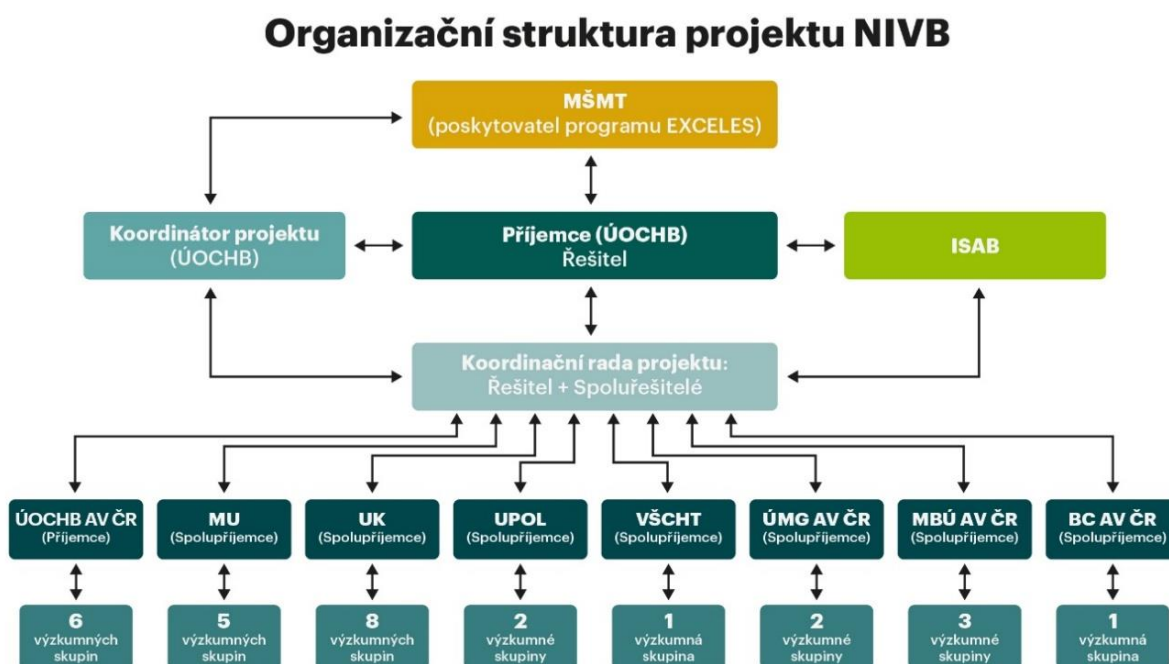 Organizační struktura projektu NIVB
MŠMT
(poskytovatel programu EXCELES)
Koordinátor projektu
(ÚOCHB)
Příjemce (ÚOCHB)
Řešitel
ISAB
Koordinační rada projektu:
Řešitel + Spoluřešitelé
ÚOCHB AV ČR
(Příjemce)
MU
(Spolupříjemce)
UK
(Spolupříjemce)
UPOL
(Spolupříjemce)
VŠCHT
(Spolupříjemce)
ÚMG AV ČR
(Spolupříjemce)
MBÚ AV ČR
(Spolupříjemce)
BC AV ČR
(Spolupříjemce)
6
výzkumných
skupin
5
výzkumných
skupin
8
výzkumných
skupin
2
výzkumné
skupiny
1
výzkumná
skupina
2
výzkumné
skupiny
3
výzkumné
skupiny
1
výzkumná
skupina